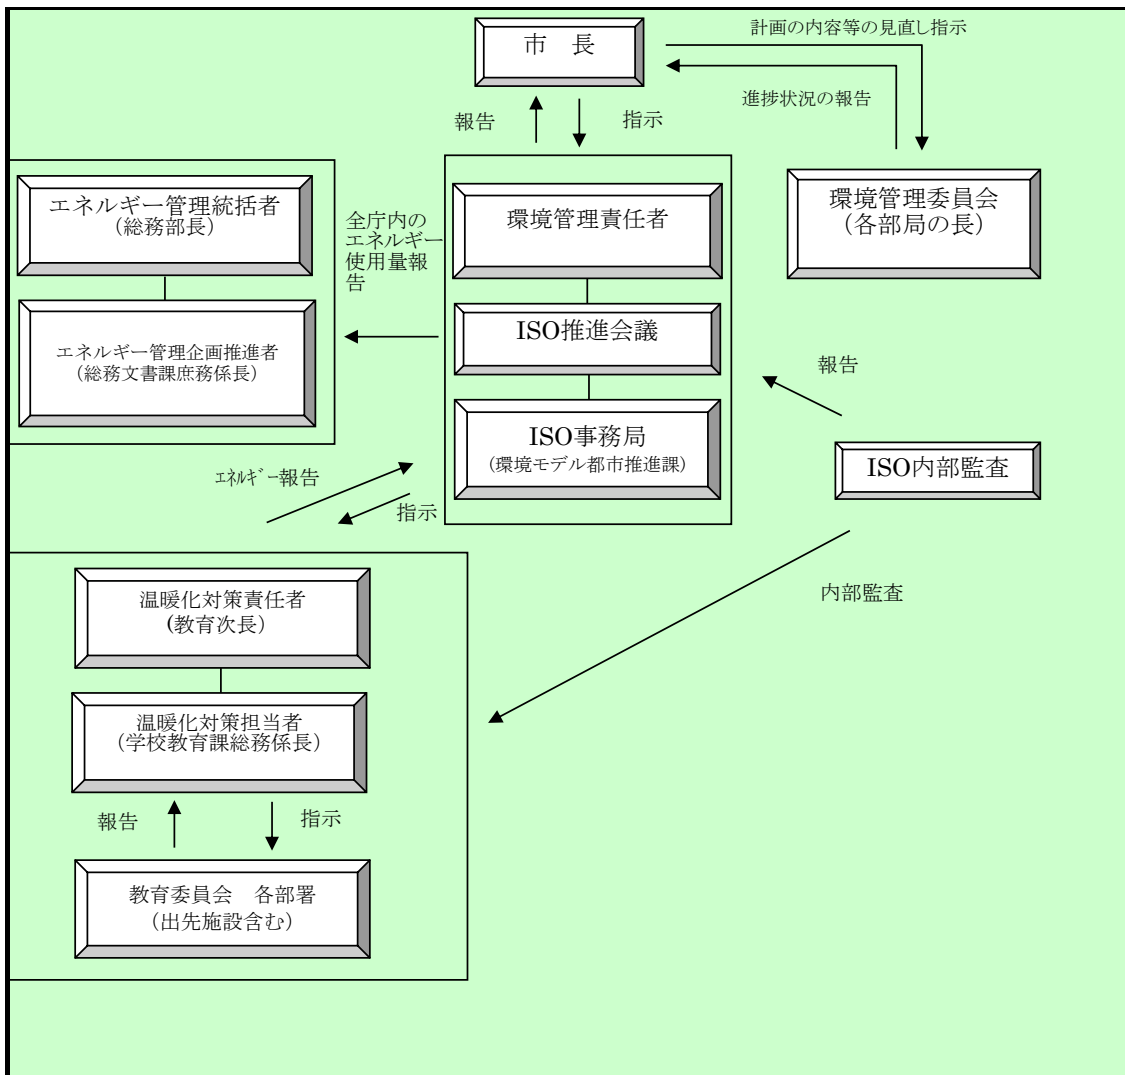 計画の内容等の見直し指示
市　長
進捗状況の報告
報告
指示
エネルギー管理統括者
（総務部長）
全庁内の
エネルギー
使用量報
告
環境管理責任者
環境管理委員会
（各部局の長）
エネルギー管理企画推進者
（総務文書課庶務係長）
ISO推進会議
報告
ISO事務局
（環境モデル都市推進課）
ISO内部監査
ｴﾈﾙｷﾞｰ報告
指示
内部監査
温暖化対策責任者
(教育次長）
温暖化対策担当者
（学校教育課総務係長）
報告
指示
教育委員会　各部署
（出先施設含む）